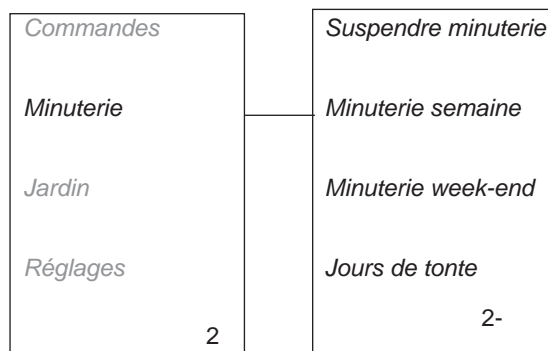 Commandes
Minuterie
Jardin
Réglages
2
Suspendre minuterie
Minuterie semaine
Minuterie week-end
Jours de tonte
2-